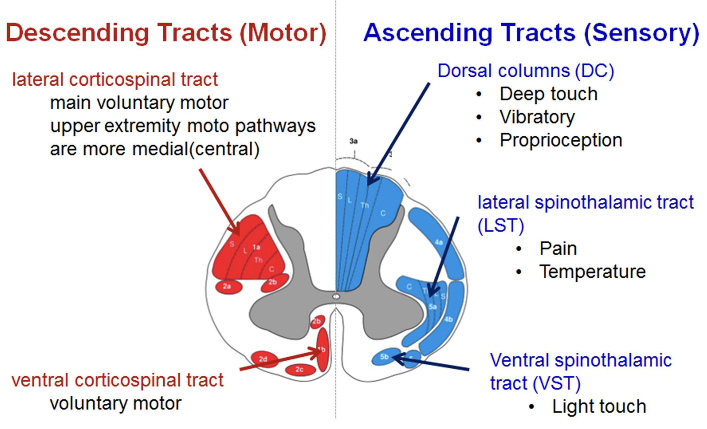 Descending Tracts (Motor)
Ascending Tracts (Sensory)
lateral corticospinal tract
main voluntary motor
upper extremity moto pathways
are more medial(central)
Dorsal columns (DC)
• Deep touch
• Vibratory
• Proprioception
3a
S L Th C
S L 1a Th C
2a
2b
lateral spinothalamic tract
(LST)
• Pain
• Temperature
4a
C S
5a
4b
2b
1b
2d
2c
5b
ventral corticospinal tract
voluntary motor
Ventral spinothalamic
tract (VST)
• Light touch